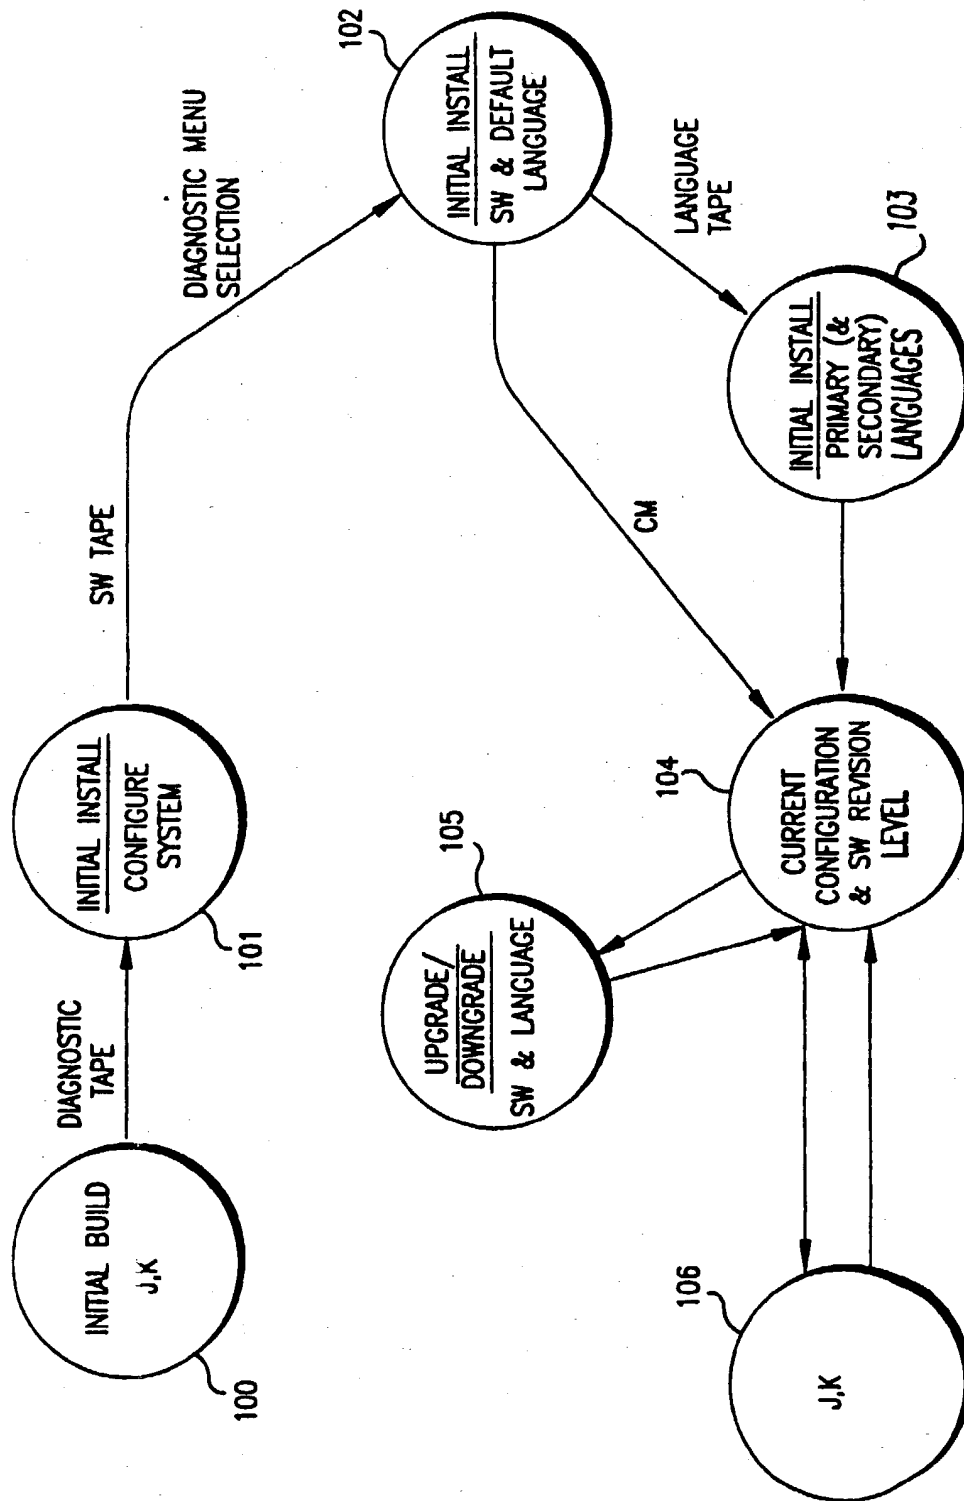 INITIAL BUILD
J,K
100
DIAGNOSTIC
TAPE
INITIAL INSTALL
CONFIGURE
SYSTEM
101
SW TAPE
DIAGNOSTIC MENU
SELECTION
INITIAL INSTALL
SW & DEFAULT
LANGUAGE
102
LANGUAGE
TAPE
CM
INITIAL INSTALL
PRIMARY (&
SECONDARY)
LANGUAGES
103
CURRENT
CONFIGURATION
& SW REVISION
LEVEL
104
UPGRADE/
DOWNGRADE
SW & LANGUAGE
105
J,K
106